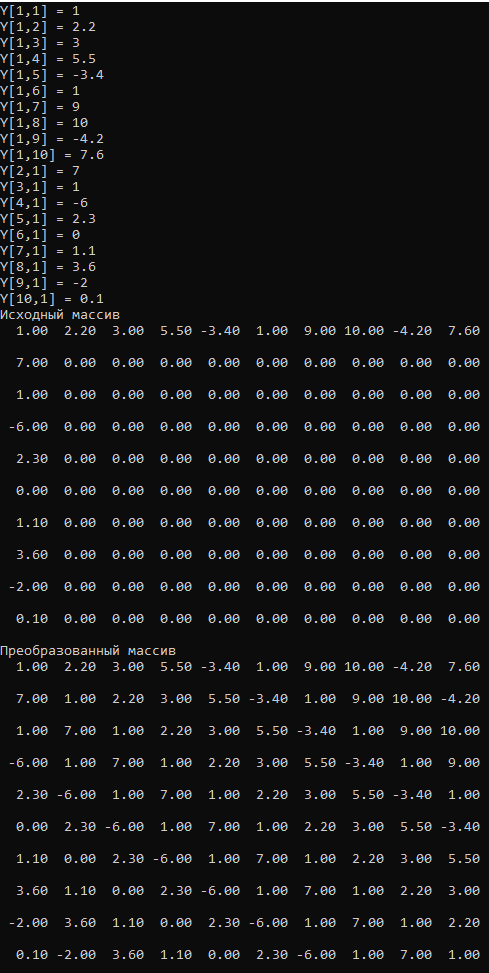 Y[1,1] = 1
Y[1,2] = 2.2
Y[1,3] = 3
Y[1,4] = 5.5
Y[1,5] = -3.4
Y[1,6] = 1
Y[1,7] = 9
Y[1,8] = 10
Y[1,9] = -4.2
Y[1,10] = 7.6
Y[2,1] = 7
Y[3,1] = 1
Y[4,1] = -6
Y[5,1] = 2.3
Y[6,1] = 0
Y[7,1] = 1.1
Y[8,1] = 3.6
Y[9,1] = -2
Y[10,1] = 0.1
Исходный массив
1.00 2.20 3.00 5.50 -3.40 1.00 9.00 10.00 -4.20 7.60
7.00 0.00 0.00 0.00 0.00 0.00 0.00 0.00 0.00 0.00
1.00 0.00 0.00 0.00 0.00 0.00 0.00 0.00 0.00 0.00
-6.00 0.00 0.00 0.00 0.00 0.00 0.00 0.00 0.00 0.00
2.30 0.00 0.00 0.00 0.00 0.00 0.00 0.00 0.00 0.00
0.00 0.00 0.00 0.00 0.00 0.00 0.00 0.00 0.00 0.00
1.10 0.00 0.00 0.00 0.00 0.00 0.00 0.00 0.00 0.00
3.60 0.00 0.00 0.00 0.00 0.00 0.00 0.00 0.00 0.00
-2.00 0.00 0.00 0.00 0.00 0.00 0.00 0.00 0.00 0.00
0.10 0.00 0.00 0.00 0.00 0.00 0.00 0.00 0.00 0.00
Преобразованный массив
1.00 2.20 3.00 5.50 -3.40 1.00 9.00 10.00 -4.20 7.60
7.00 1.00 2.20 3.00 5.50 -3.40 1.00 9.00 10.00 -4.20
1.00 7.00 1.00 2.20 3.00 5.50 -3.40 1.00 9.00 10.00
-6.00 1.00 7.00 1.00 2.20 3.00 5.50 -3.40 1.00 9.00
2.30 -6.00 1.00 7.00 1.00 2.20 3.00 5.50 -3.40 1.00
0.00 2.30 -6.00 1.00 7.00 1.00 2.20 3.00 5.50 -3.40
1.10 0.00 2.30 -6.00 1.00 7.00 1.00 2.20 3.00 5.50
3.60 1.10 0.00 2.30 -6.00 1.00 7.00 1.00 2.20 3.00
-2.00 3.60 1.10 0.00 2.30 -6.00 1.00 7.00 1.00 2.20
0.10 -2.00 3.60 1.10 0.00 2.30 -6.00 1.00 7.00 1.00